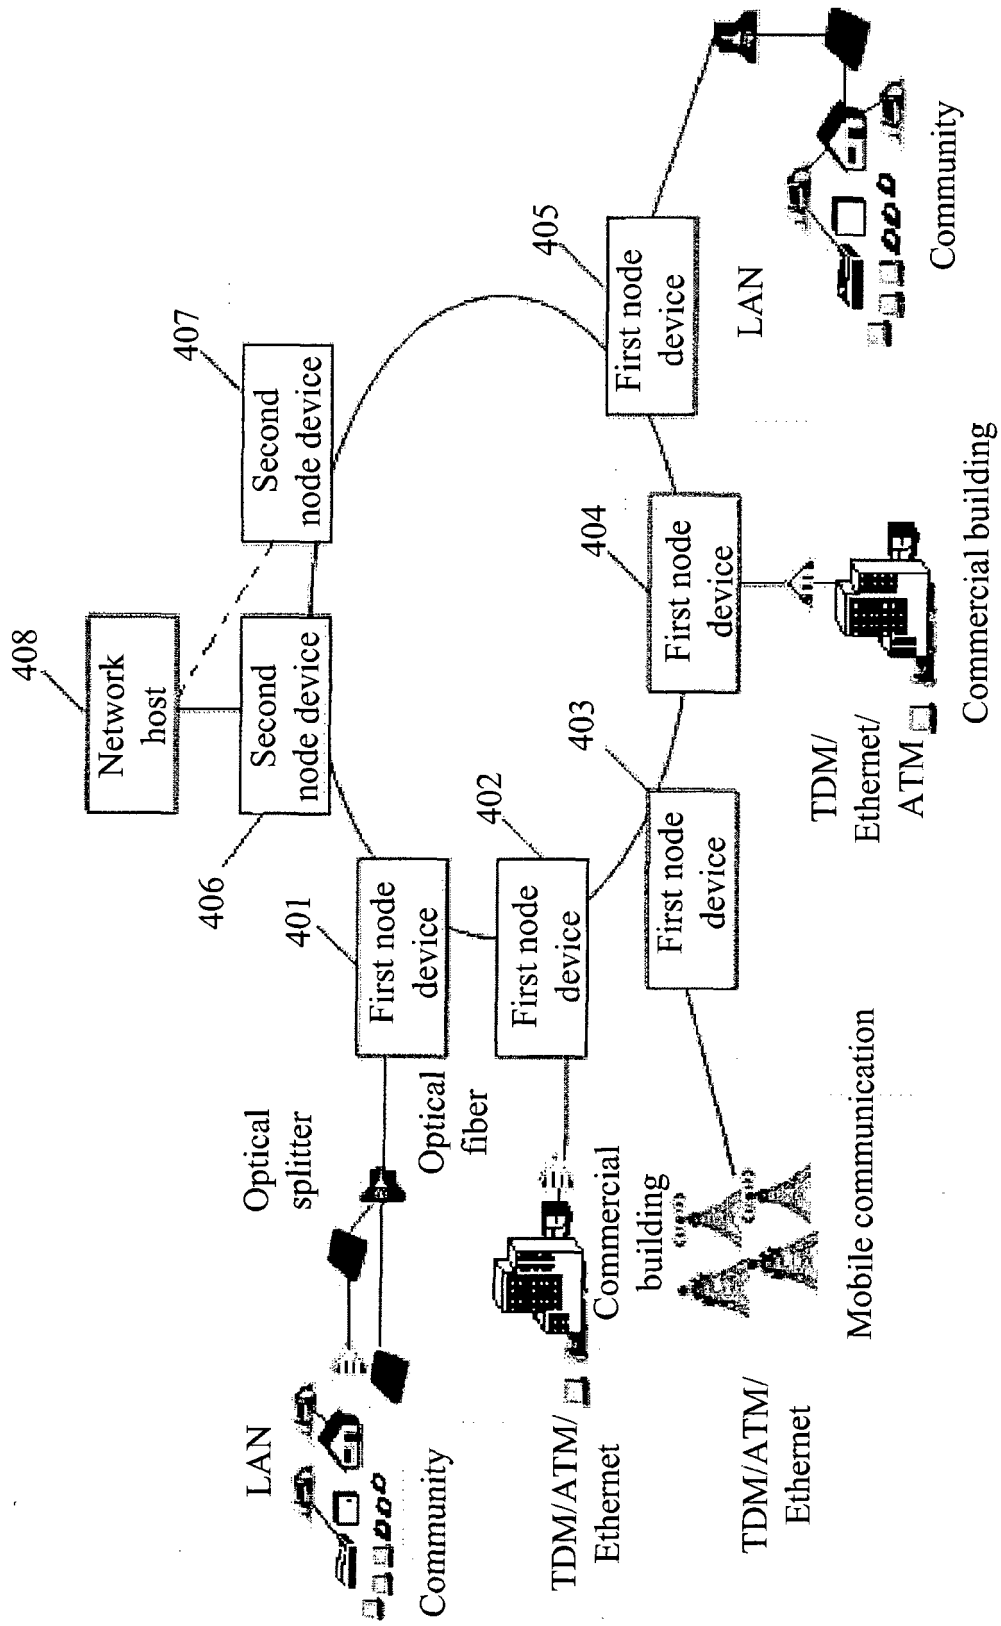 408
Network
host
407
Second
node device
406
Second
node device
405
First node
device
404
First node
device
403
First node
device
402
First node
device
401
First node
device
Optical
splitter
Optical
fiber
LAN
Community
Commercial
building
TDM/ATM/
Ethernet
Mobile communication
TDM/ATM/
Ethernet
TDM/
Ethernet/
ATM
Commercial building
LAN
Community